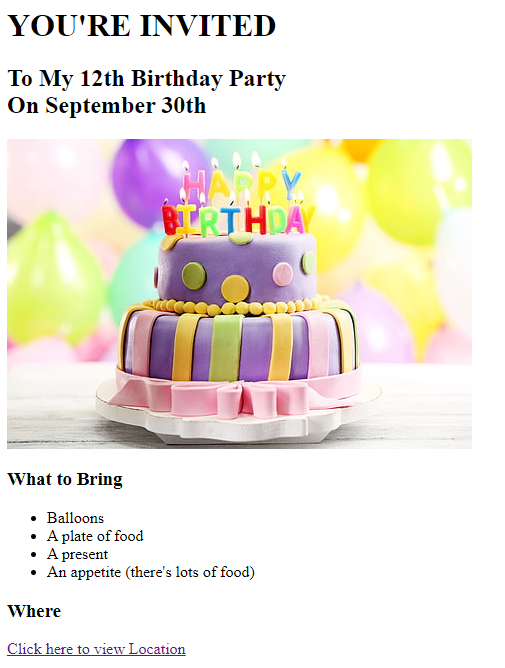 YOU'RE INVITED
To My 12th Birthday Party
On September 30th
HAPPY
BIRTHDAY
What to Bring
Balloons
A plate of food
A present
An appetite (there's lots of food)
Where
Click here to view Location